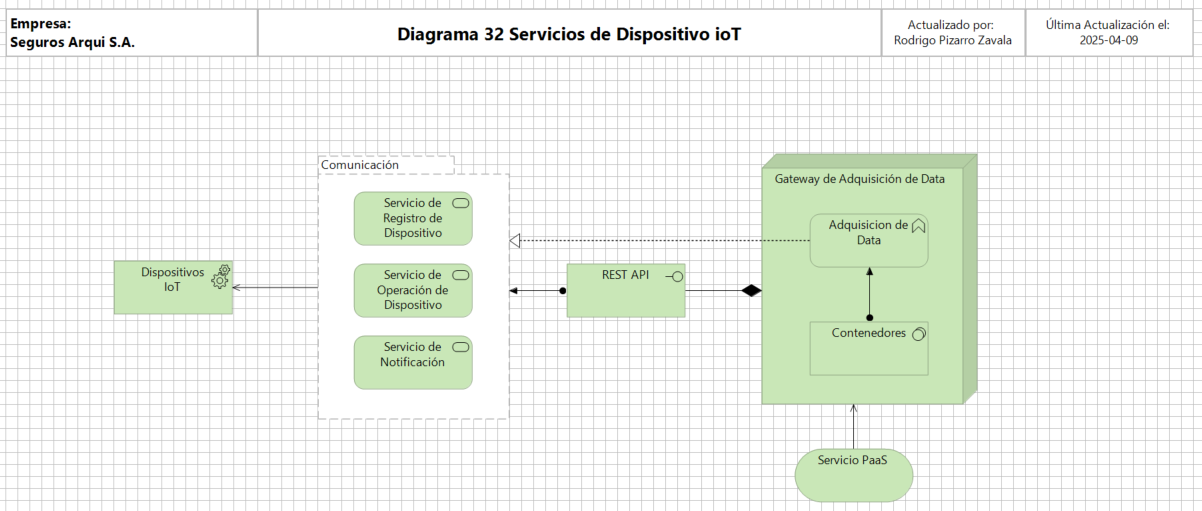 Empresa:
Seguros Arqui S.A.
Diagrama 32 Servicios de Dispositivo ioT
Actualizado por:
Rodrigo Pizarro Zavala
Última Actualización el:
2025-04-09
Comunicación
Servicio de
Registro de
Dispositivo
Servicio de
Operación de
Dispositivo
Servicio de
Notificación
Dispositivos
IoT
REST API
Gateway de Adquisición de Data
Adquisicion de
Data
Contenedores
Servicio PaaS